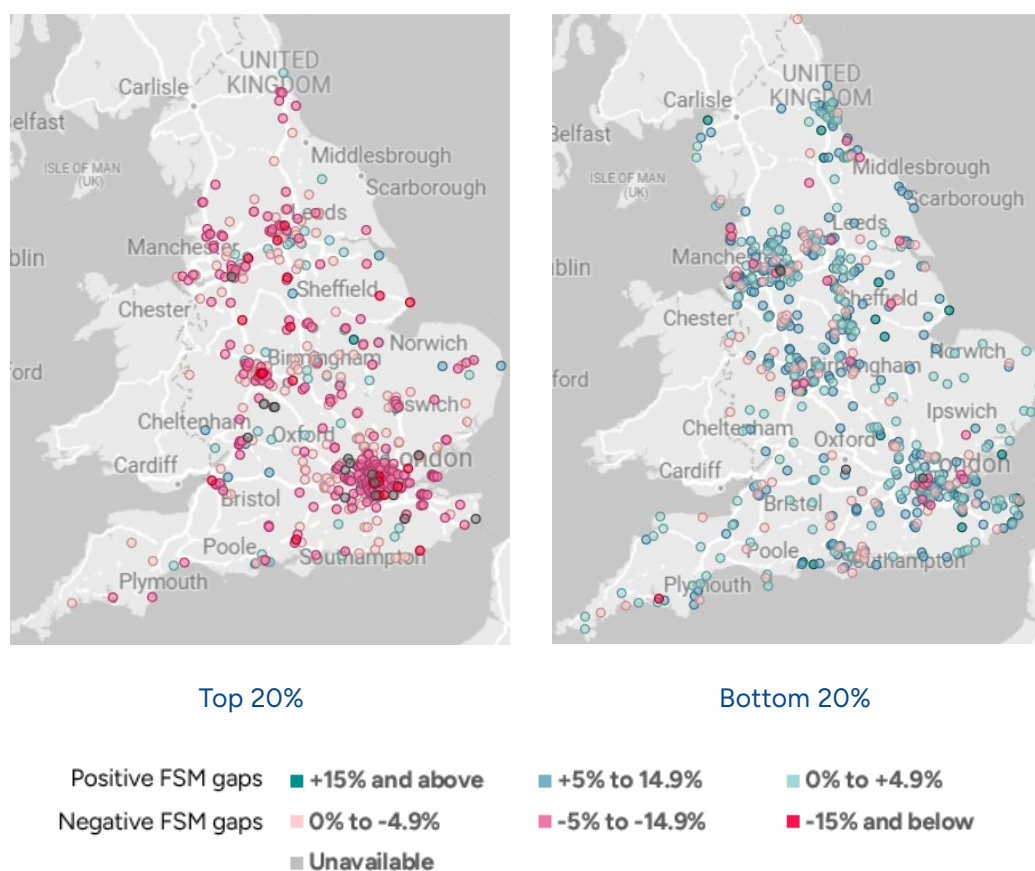 UNITED
KINGDOM
Carlisle
elfast
ISLE OF MAN
(UK)
Middlesbrough
Scarborough
Leeds
Manchester
blin
Sheffield
Chester
Norwich
Birmingham
ford
Cheltenham
Oxford
Cardiff
London
Bristol
Poole
Southampton
Plymouth
UNITED
KINGDOM
Carlisle
Belfast
ISLE OF MAN
(UK)
Middlesbrough
Scarborough
Leeds
ublin
Sheffield
Chester
Norwich
Birmingham
ford
Ipswich
Cheltenham
Oxford
Cardiff
London
Bristol
Poole
Plymouth
Top 20%
Bottom 20%
Positive FSM gaps
+15% and above
+5% to 14.9%
0% to +4.9%
Negative FSM gaps
0% to -4.9%
-5% to -14.9%
-15% and below
Unavailable